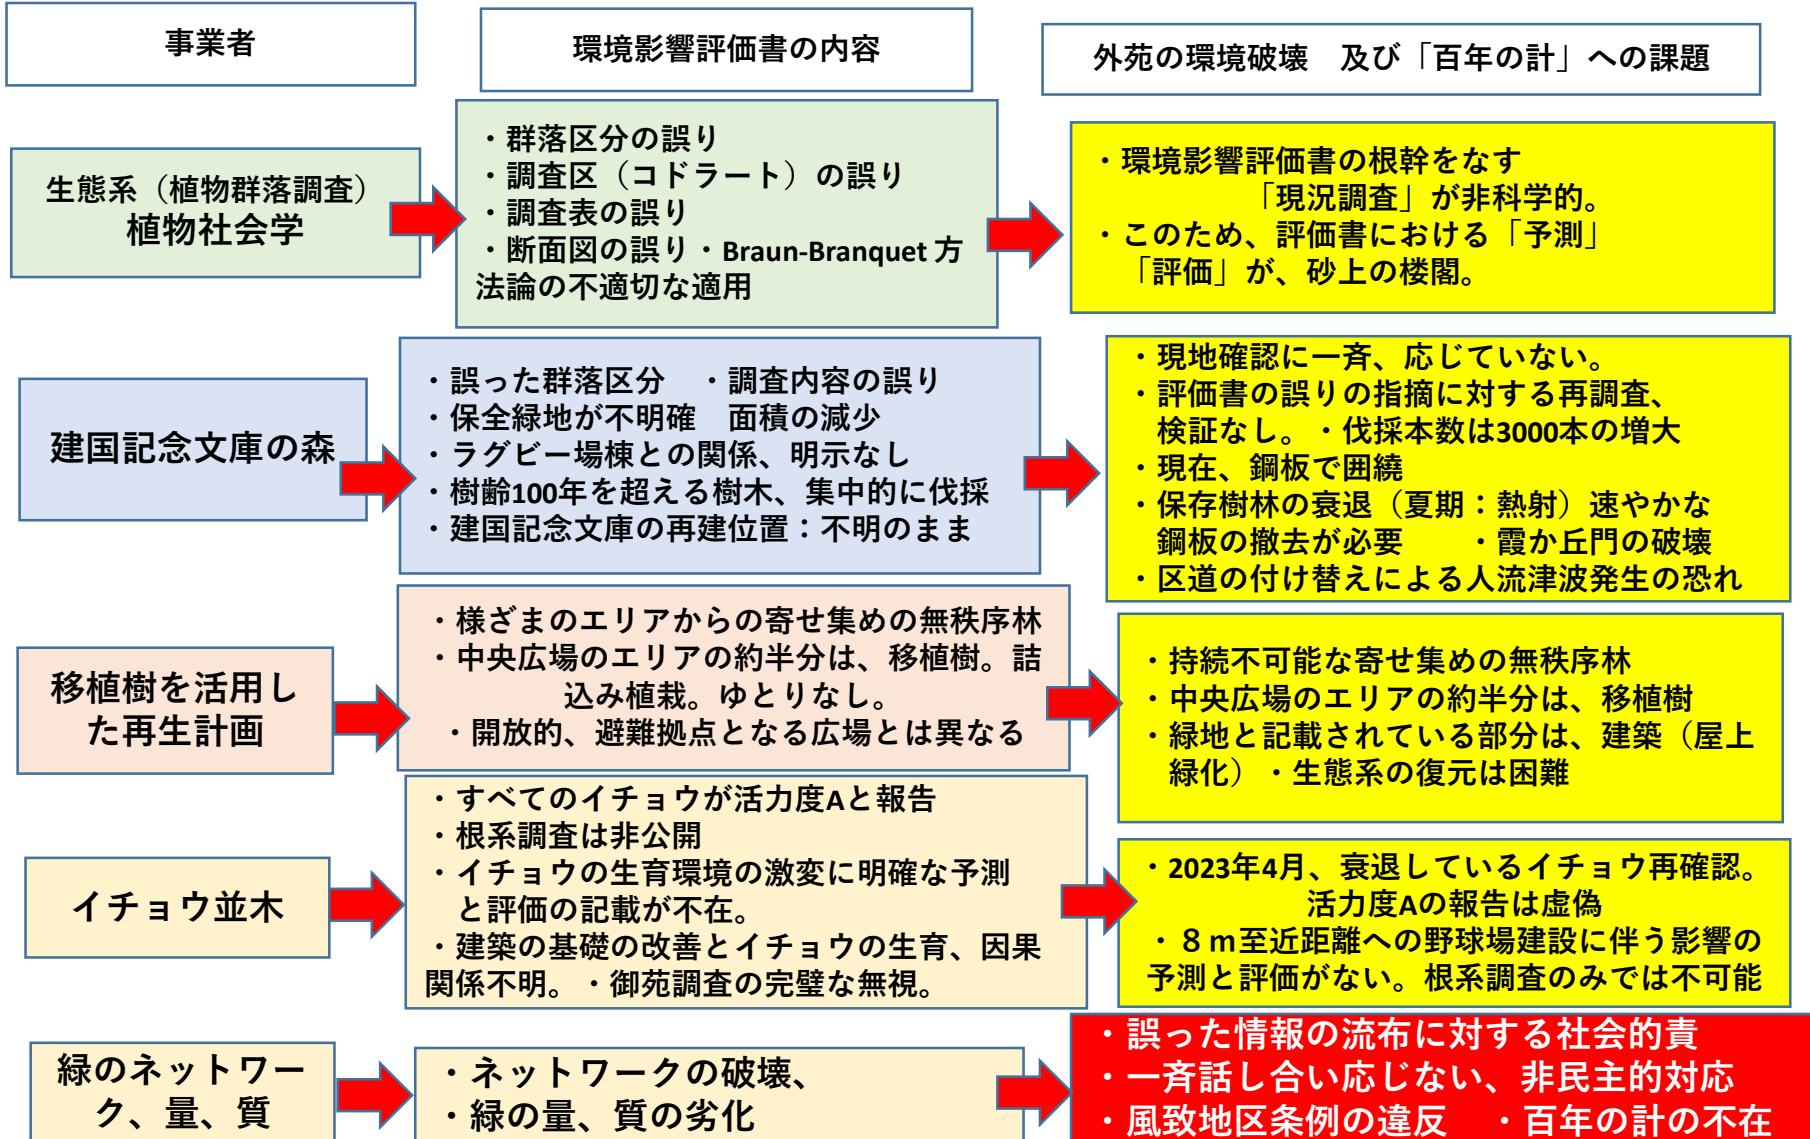 事業者
環境影響評価書の内容
外苑の環境破壊　及び「百年の計」への課題
生態系（植物群落調査）
植物社会学
・群落区分の誤り
・調査区（コドラート）の誤り
・調査表の誤り
・断面図の誤り・Braun-Branquet 方
法論の不適切な適用
・環境影響評価書の根幹をなす
「現況調査」が非科学的。
・このため、評価書における「予測」
「評価」が、砂上の楼閣。
建国記念文庫の森
・誤った群落区分　・調査内容の誤り
・保全緑地が不明確　面積の減少
・ラグビー場棟との関係、明示なし
・樹齢100年を超える樹木、集中的に伐採
・建国記念文庫の再建位置：不明のまま
・現地確認に一斉、応じていない。
・評価書の誤りの指摘に対する再調査、
検証なし。・伐採本数は3000本の増大
・現在、鋼板で囲繞
・保存樹林の衰退（夏期：熱射）速やかな
鋼板の撤去が必要　　・霞か丘門の破壊
・区道の付け替えによる人流津波発生の恐れ
移植樹を活用し
た再生計画
・様ざまのエリアからの寄せ集めの無秩序林
・中央広場のエリアの約半分は、移植樹。詰
込み植栽。ゆとりなし。
・開放的、避難拠点となる広場とは異なる
・持続不可能な寄せ集めの無秩序林
・中央広場のエリアの約半分は、移植樹
・緑地と記載されている部分は、建築（屋上
緑化）・生態系の復元は困難
イチョウ並木
・すべてのイチョウが活力度Aと報告
・根系調査は非公開
・イチョウの生育環境の激変に明確な予測
と評価の記載が不在。
・建築の基礎の改善とイチョウの生育、因果
関係不明。・御苑調査の完璧な無視。
・2023年4月、衰退しているイチョウ再確認。
活力度Aの報告は虚偽
・８ｍ至近距離への野球場建設に伴う影響の
予測と評価がない。根系調査のみでは不可能
緑のネットワー
ク、量、質
・ネットワークの破壊、
・緑の量、質の劣化
・誤った情報の流布に対する社会的責
・一斉話し合い応じない、非民主的対応
・風致地区条例の違反　・百年の計の不在